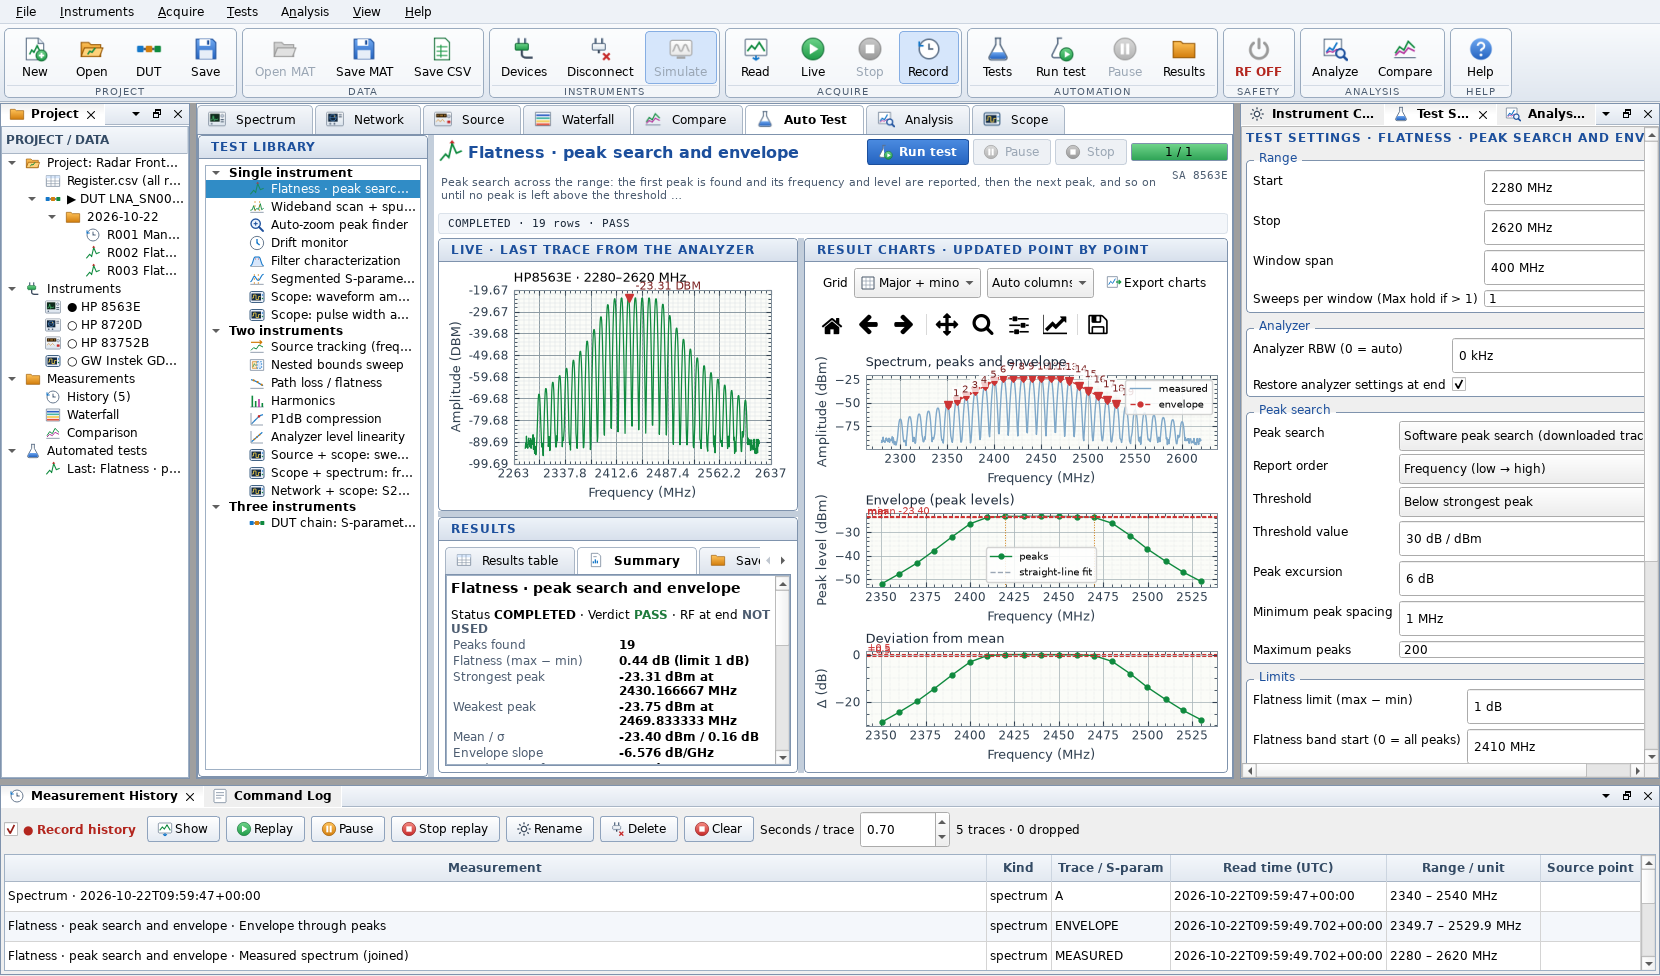 File Instruments Acquire Tests Analysis View Help
New Open DUT Save Open MAT Save MAT Save CSV Devices Disconnect Simulate Read Live Stop Record Tests Run test Pause Results RF OFF Analyze Compare Help
PROJECT DATA INSTRUMENTS ACQUIRE AUTOMATION SAFETY ANALYSIS HELP
Project
PROJECT / DATA
Project: Radar Front...
Register.csv (all r...
▶ DUT LNA_SN00...
2026-10-22
R001 Man...
R002 Flat...
R003 Flat...
Instruments
● HP 8563E
○ HP 8720D
○ HP 83752B
○ GW Instek GD...
Measurements
History (5)
Waterfall
Comparison
Automated tests
Last: Flatness · p...
Spectrum Network Source Waterfall Compare Auto Test Analysis Scope
TEST LIBRARY
Single instrument
Flatness · peak searc...
Wideband scan + spu...
Auto-zoom peak finder
Drift monitor
Filter characterization
Segmented S-parame...
Scope: waveform am...
Scope: pulse width a...
Two instruments
Source tracking (freq...
Nested bounds sweep
Path loss / flatness
Harmonics
P1dB compression
Analyzer level linearity
Source + scope: swe...
Scope + spectrum: fr...
Network + scope: S2...
Three instruments
DUT chain: S-paramet...
Flatness · peak search and envelope
Run test Pause Stop 1 / 1
Peak search across the range: the first peak is found and its frequency and level are reported, then the next peak, and so on
until no peak is left above the threshold ...
SA 8563E
COMPLETED · 19 rows · PASS
LIVE · LAST TRACE FROM THE ANALYZER
HP8563E · 2280–2620 MHz
-23.31 DBM
Amplitude (DBM)
-19.67
-29.67
-39.68
-49.68
-59.68
-69.68
-79.68
-89.69
-99.69
2263 2337.8 2412.6 2487.4 2562.2 2637
Frequency (MHz)
RESULTS
Results table Summary Save
Flatness · peak search and envelope
Status COMPLETED · Verdict PASS · RF at end NOT
USED
Peaks found 19
Flatness (max − min) 0.44 dB (limit 1 dB)
Strongest peak -23.31 dBm at
2430.166667 MHz
Weakest peak -23.75 dBm at
2469.833333 MHz
Mean / σ -23.40 dBm / 0.16 dB
Envelope slope -6.576 dB/GHz
RESULT CHARTS · UPDATED POINT BY POINT
Grid Major + mino Auto columns Export charts
Spectrum, peaks and envelope
Amplitude (dBm)
−25
−50
−75
measured
envelope
2300 2350 2400 2450 2500 2550 2600
Frequency (MHz)
Envelope (peak levels)
mean -23.40
Peak level (dBm)
−30
−40
−50
peaks
straight-line fit
2350 2375 2400 2425 2450 2475 2500 2525
Frequency (MHz)
Deviation from mean
Δ (dB)
0
−20
2350 2375 2400 2425 2450 2475 2500 2525
Frequency (MHz)
Instrument C... Test S... Analys...
TEST SETTINGS · FLATNESS · PEAK SEARCH AND ENV
Range
Start 2280 MHz
Stop 2620 MHz
Window span 400 MHz
Sweeps per window (Max hold if > 1) 1
Analyzer
Analyzer RBW (0 = auto) 0 kHz
Restore analyzer settings at end
Peak search
Peak search Software peak search (downloaded trac
Report order Frequency (low → high)
Threshold Below strongest peak
Threshold value 30 dB / dBm
Peak excursion 6 dB
Minimum peak spacing 1 MHz
Maximum peaks 200
Limits
Flatness limit (max − min) 1 dB
Flatness band start (0 = all peaks) 2410 MHz
Measurement History Command Log
● Record history Show Replay Pause Stop replay Rename Delete Clear Seconds / trace 0.70 5 traces · 0 dropped
Measurement Kind Trace / S-param Read time (UTC) Range / unit Source point
Spectrum · 2026-10-22T09:59:47+00:00 spectrum A 2026-10-22T09:59:47+00:00 2340 – 2540 MHz
Flatness · peak search and envelope · Envelope through peaks spectrum ENVELOPE 2026-10-22T09:59:49.702+00:00 2349.7 – 2529.9 MHz
Flatness · peak search and envelope · Measured spectrum (joined) spectrum MEASURED 2026-10-22T09:59:49.702+00:00 2280 – 2620 MHz